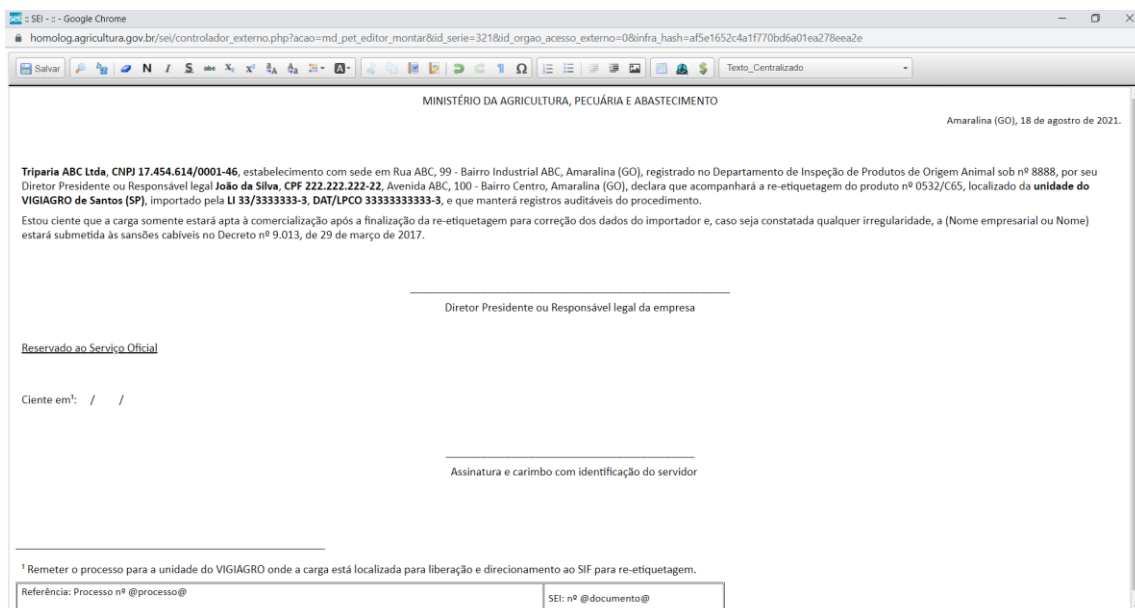 sei :: SEI - :: - Google Chrome
homolog.agricultura.gov.br/sei/controlador_externo.php?acao=md_pet_editor_montar&id_serie=321&id_orgao_acesso_externo=0&infra_hash=af5e1652c4a1f770bd6a01ea278eea2e
Salvar N I S abc X₂ X² Ω $ Texto_Centralizado
MINISTÉRIO DA AGRICULTURA, PECUÁRIA E ABASTECIMENTO
Amaralina (GO), 18 de agostro de 2021.
Triparia ABC Ltda, CNPJ 17.454.614/0001-46, estabelecimento com sede em Rua ABC, 99 - Bairro Industrial ABC, Amaralina (GO), registrado no Departamento de Inspeção de Produtos de Origem Animal sob nº 8888, por seu
Diretor Presidente ou Responsável legal João da Silva, CPF 222.222.222-22, Avenida ABC, 100 - Bairro Centro, Amaralina (GO), declara que acompanhará a re-etiquetagem do produto nº 0532/C65, localizado da unidade do
VIGIAGRO de Santos (SP), importado pela LI 33/3333333-3, DAT/LPCO 33333333333-3, e que manterá registros auditáveis do procedimento.
Estou ciente que a carga somente estará apta à comercialização após a finalização da re-etiquetagem para correção dos dados do importador e, caso seja constatada qualquer irregularidade, a (Nome empresarial ou Nome)
estará submetida às sansões cabíveis no Decreto nº 9.013, de 29 de março de 2017.
Diretor Presidente ou Responsável legal da empresa
Reservado ao Serviço Oficial
Ciente em¹: / /
Assinatura e carimbo com identificação do servidor
¹ Remeter o processo para a unidade do VIGIAGRO onde a carga está localizada para liberação e direcionamento ao SIF para re-etiquetagem.
Referência: Processo nº @processo@
SEI: nº @documento@